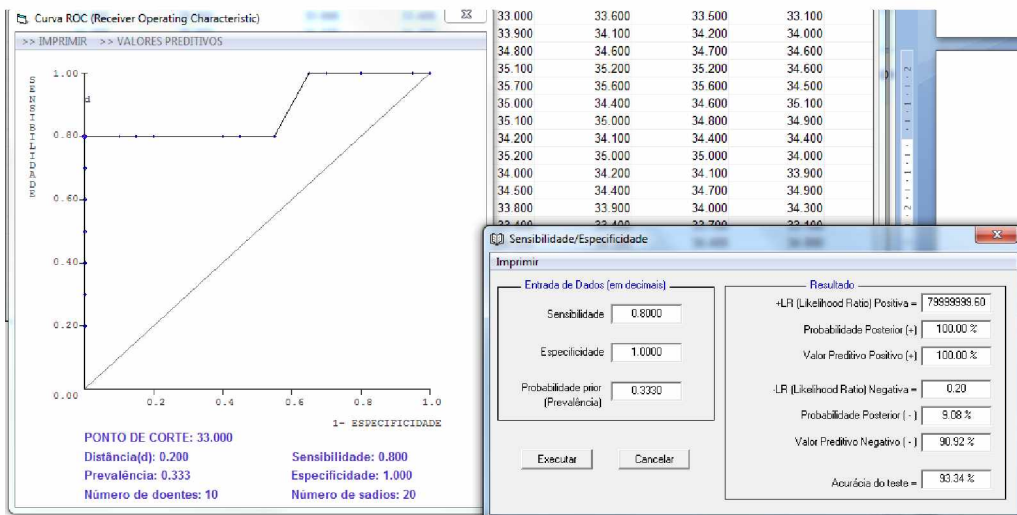 Curva ROC (Receiver Operating Characteristic)
>> IMPRIMIR >> VALORES PREDITIVOS
SENSIBILIDADE
1.00
d
0.80
0.60
0.40
0.20
0.00
0.2 0.4 0.6 0.8 1.0
1- ESPECIFICIDADE
PONTO DE CORTE: 33.000
Distância(d): 0.200 Sensibilidade: 0.800
Prevalência: 0.333 Especificidade: 1.000
Número de doentes: 10 Número de sadios: 20
33.000 33.600 33.500 33.100
33.900 34.100 34.200 34.000
34.800 34.600 34.700 34.600
35.100 35.200 35.200 34.600
35.700 35.600 35.600 34.500
35.000 34.400 34.600 35.100
35.100 35.000 34.800 34.900
34.200 34.100 34.400 34.400
35.200 35.000 35.000 34.000
34.000 34.200 34.100 33.900
34.500 34.400 34.700 34.900
33.800 33.900 34.000 34.300
Sensibilidade/Especificidade
Imprimir
Entrada de Dados (em decimais)
Sensibilidade 0.8000
Especificidade 1.0000
Probabilidade prior
(Prevalência) 0.3330
Executar Cancelar
Resultado
+LR (Likelihood Ratio) Positiva = 79999999.60
Probabilidade Posterior (+) 100.00 %
Valor Preditivo Positivo (+) 100.00 %
-LR (Likelihood Ratio) Negativa = 0.20
Probabilidade Posterior ( - ) 9.08 %
Valor Preditivo Negativo ( - ) 90.92 %
Acurácia do teste = 93.34 %